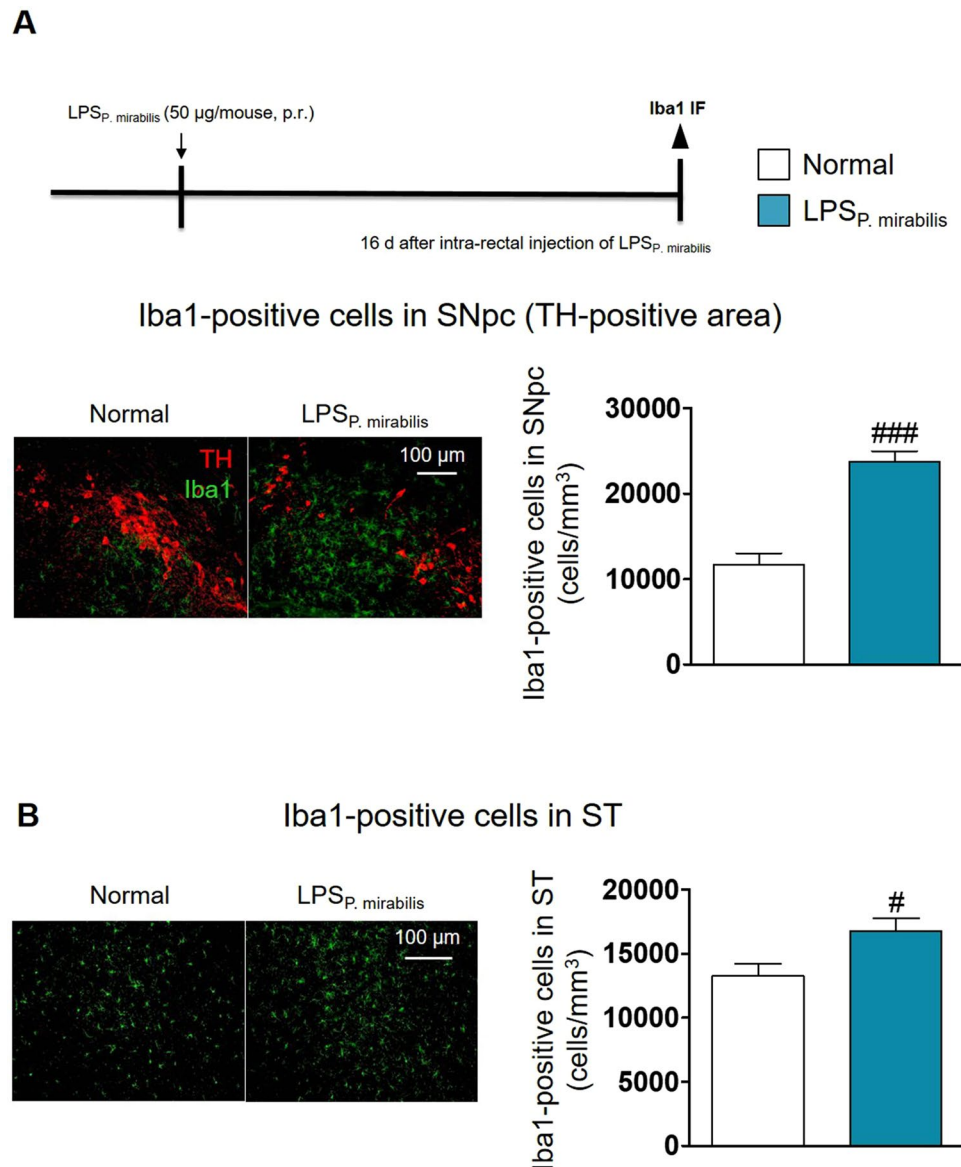 A
LPSP. mirabilis (50 µg/mouse, p.r.)
Iba1 IF
Normal
LPSP. mirabilis
16 d after intra-rectal injection of LPSP. mirabilis
Iba1-positive cells in SNpc (TH-positive area)
Normal
LPSP. mirabilis
TH
Iba1
100 µm
Iba1-positive cells in SNpc
(cells/mm³)
30000
20000
10000
0
###
B
Iba1-positive cells in ST
Normal
LPSP. mirabilis
100 µm
Iba1-positive cells in ST
(cells/mm³)
20000
15000
10000
5000
0
#